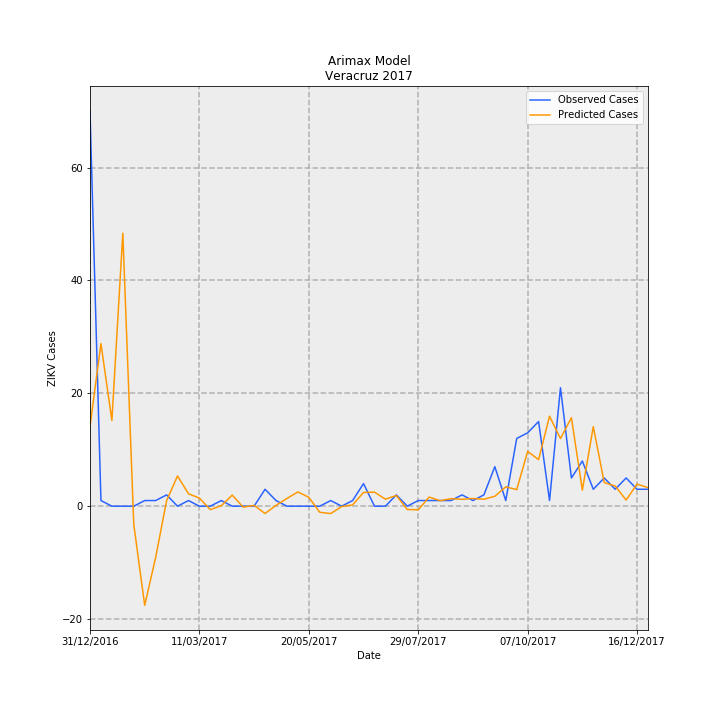 Arimax Model
Veracruz 2017
Observed Cases
Predicted Cases
ZIKV Cases
60
40
20
0
−20
31/12/2016
11/03/2017
20/05/2017
29/07/2017
07/10/2017
16/12/2017
Date